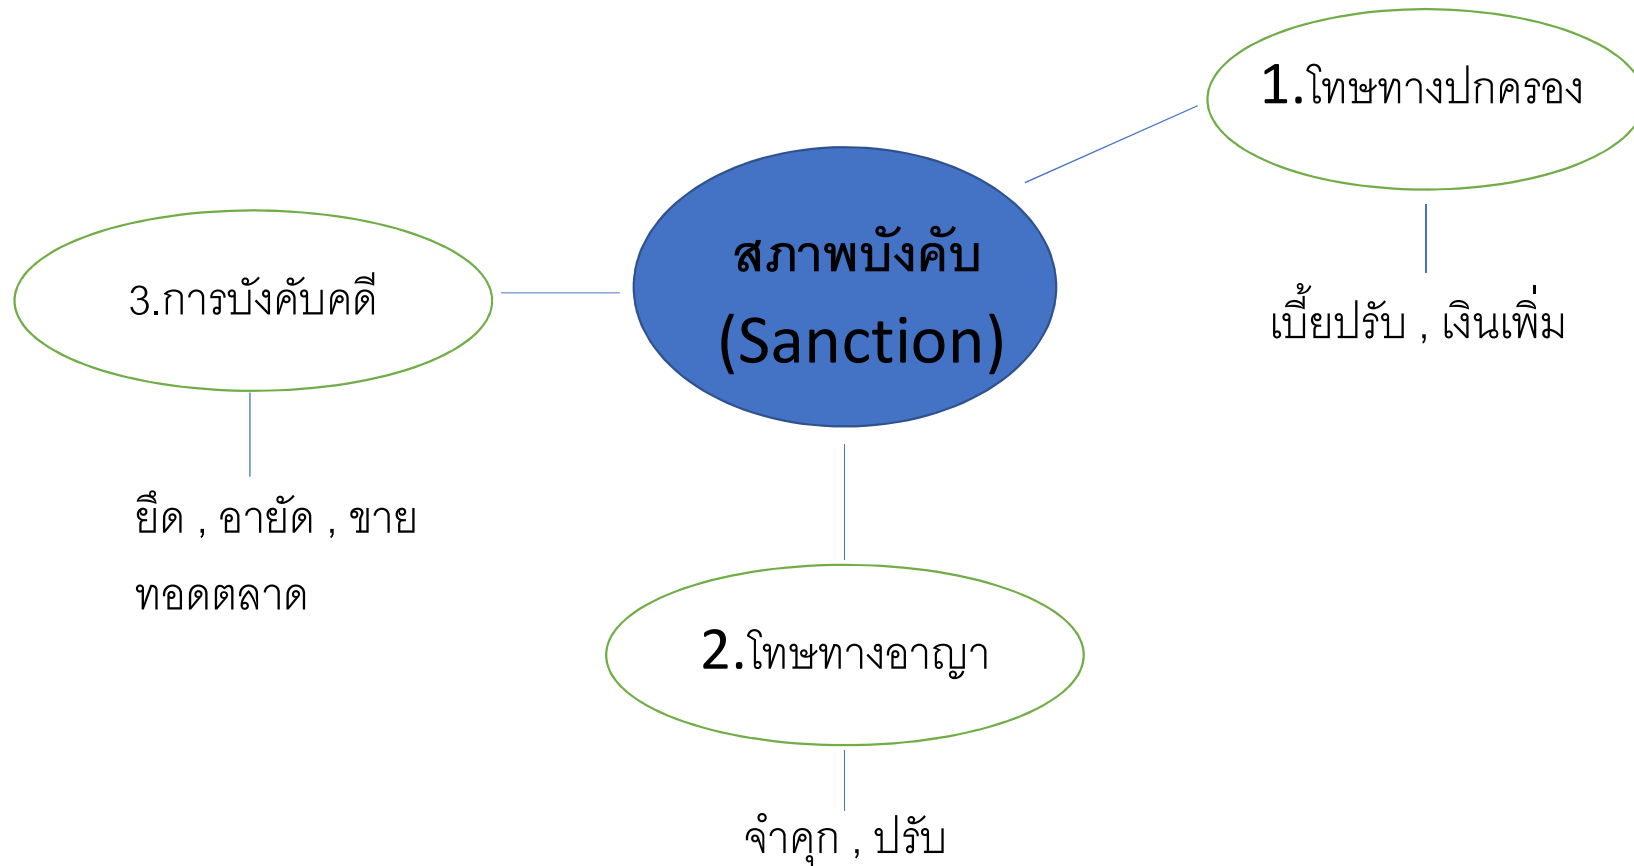 1.โทษทางปกครอง
เบี้ยปรับ , เงินเพิ่ม
สภาพบังคับ
(Sanction)
3.การบังคับคดี
ยึด , อายัด , ขาย
ทอดตลาด
2.โทษทางอาญา
จำคุก , ปรับ